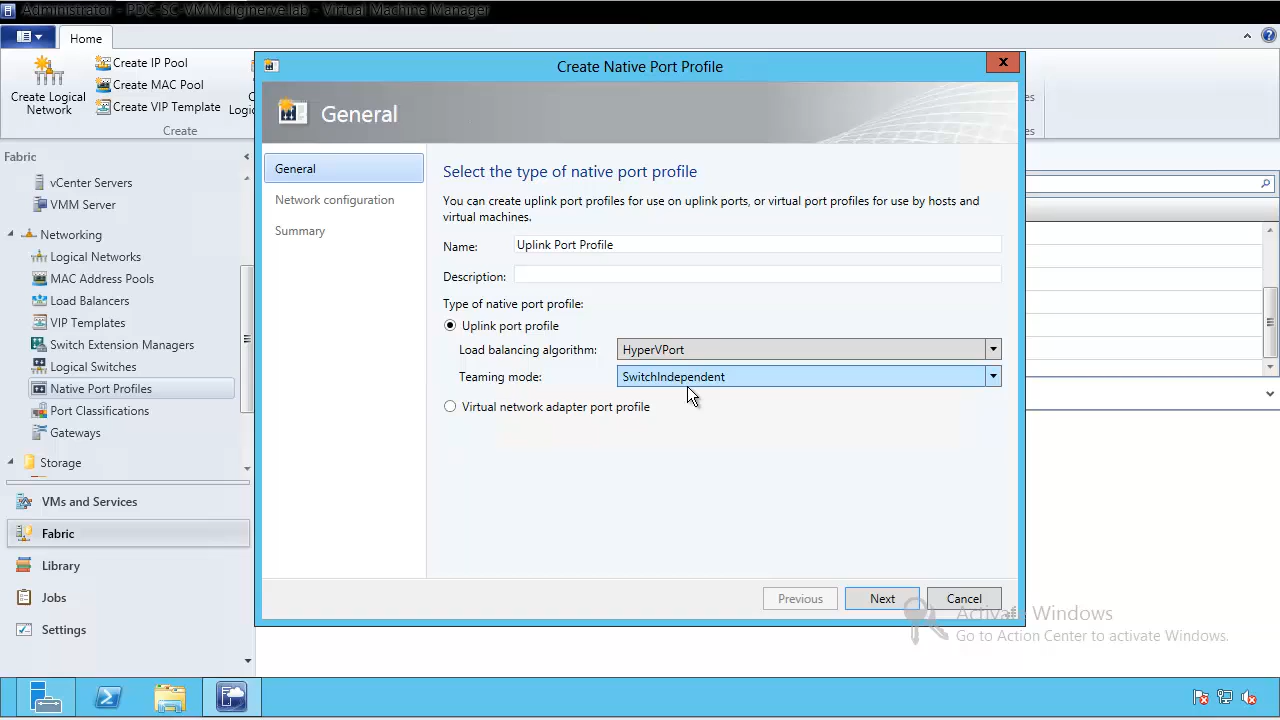 Administrator - PDC-SC-VMM.diginerve.lab - Virtual Machine Manager
Home
Create Logical
Network
Create IP Pool
Create MAC Pool
Create VIP Template
Create
Fabric
vCenter Servers
VMM Server
Networking
Logical Networks
MAC Address Pools
Load Balancers
VIP Templates
Switch Extension Managers
Logical Switches
Native Port Profiles
Port Classifications
Gateways
Storage
VMs and Services
Fabric
Library
Jobs
Settings
Create Native Port Profile
X
General
General
Network configuration
Summary
Select the type of native port profile
You can create uplink port profiles for use on uplink ports, or virtual port profiles for use by hosts and
virtual machines.
Name: Uplink Port Profile
Description:
Type of native port profile:
Uplink port profile
Load balancing algorithm: HyperVPort
Teaming mode: SwitchIndependent
Virtual network adapter port profile
Previous Next Cancel
Activate Windows
Go to Action Center to activate Windows.